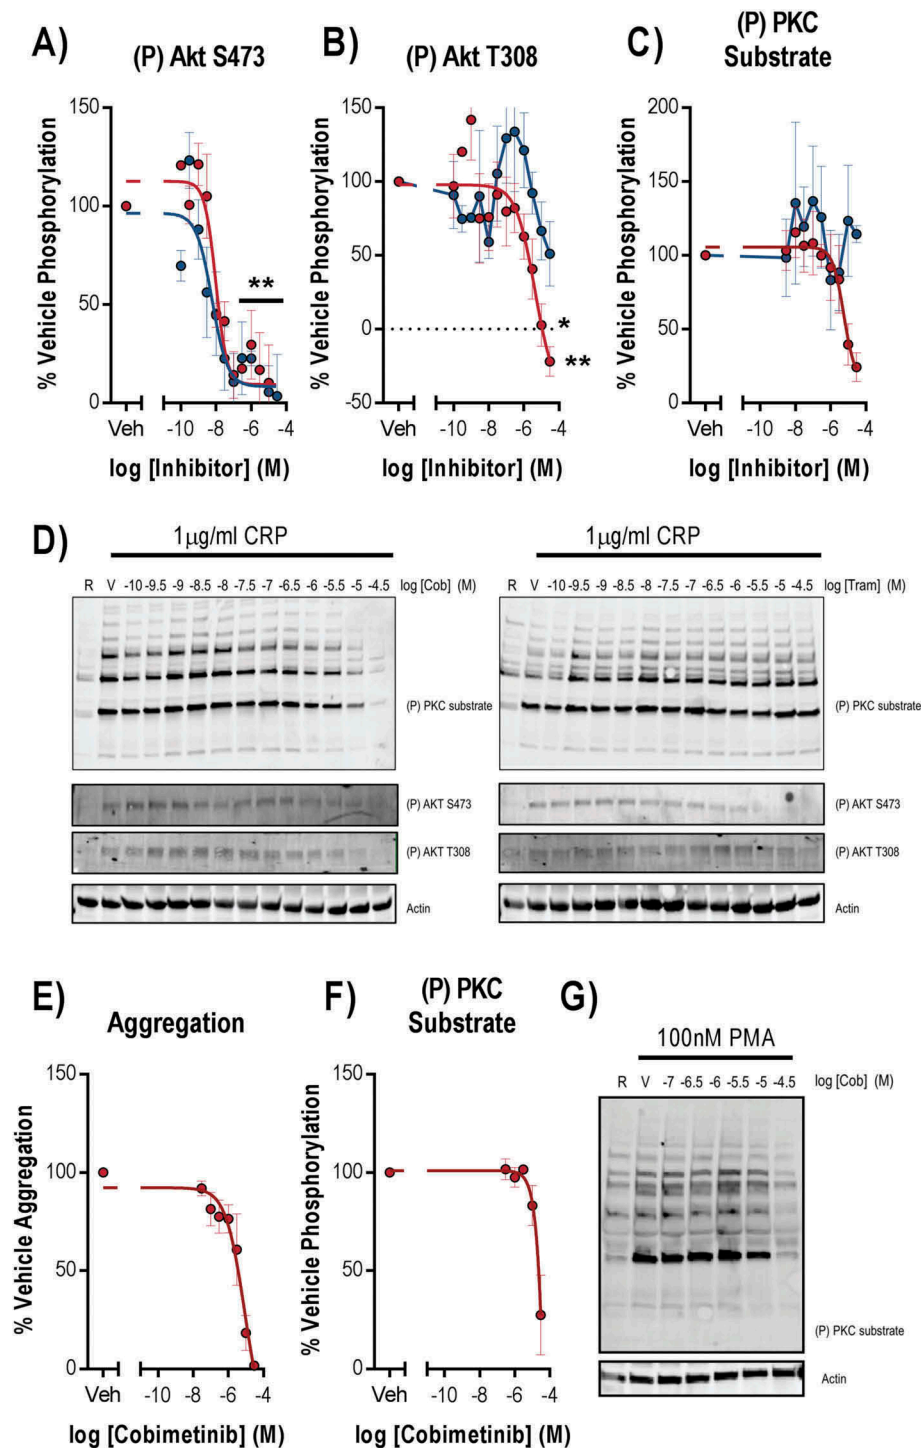 A)
(P) Akt S473
% Vehicle Phosphorylation
150
100
50
0
**
Veh
-10 -8 -6 -4
log [Inhibitor] (M)
B)
(P) Akt T308
% Vehicle Phosphorylation
150
100
50
0
-50
*
**
Veh
-10 -8 -6 -4
log [Inhibitor] (M)
C)
(P) PKC
Substrate
% Vehicle Phosphorylation
200
150
100
50
0
Veh
-10 -8 -6 -4
log [Inhibitor] (M)
D)
1µg/ml CRP
R V -10 -9.5 -9 -8.5 -8 -7.5 -7 -6.5 -6 -5.5 -5 -4.5 log [Cob] (M)
(P) PKC substrate
(P) AKT S473
(P) AKT T308
Actin
1µg/ml CRP
R V -10 -9.5 -9 -8.5 -8 -7.5 -7 -6.5 -6 -5.5 -5 -4.5 log [Tram] (M)
(P) PKC substrate
(P) AKT S473
(P) AKT T308
Actin
E)
Aggregation
% Vehicle Aggregation
150
100
50
0
Veh
-10 -8 -6 -4
log [Cobimetinib] (M)
F)
(P) PKC
Substrate
% Vehicle Phosphorylation
150
100
50
0
Veh
-10 -8 -6 -4
log [Cobimetinib] (M)
G)
100nM PMA
R V -7 -6.5 -6 -5.5 -5 -4.5 log [Cob] (M)
(P) PKC substrate
Actin